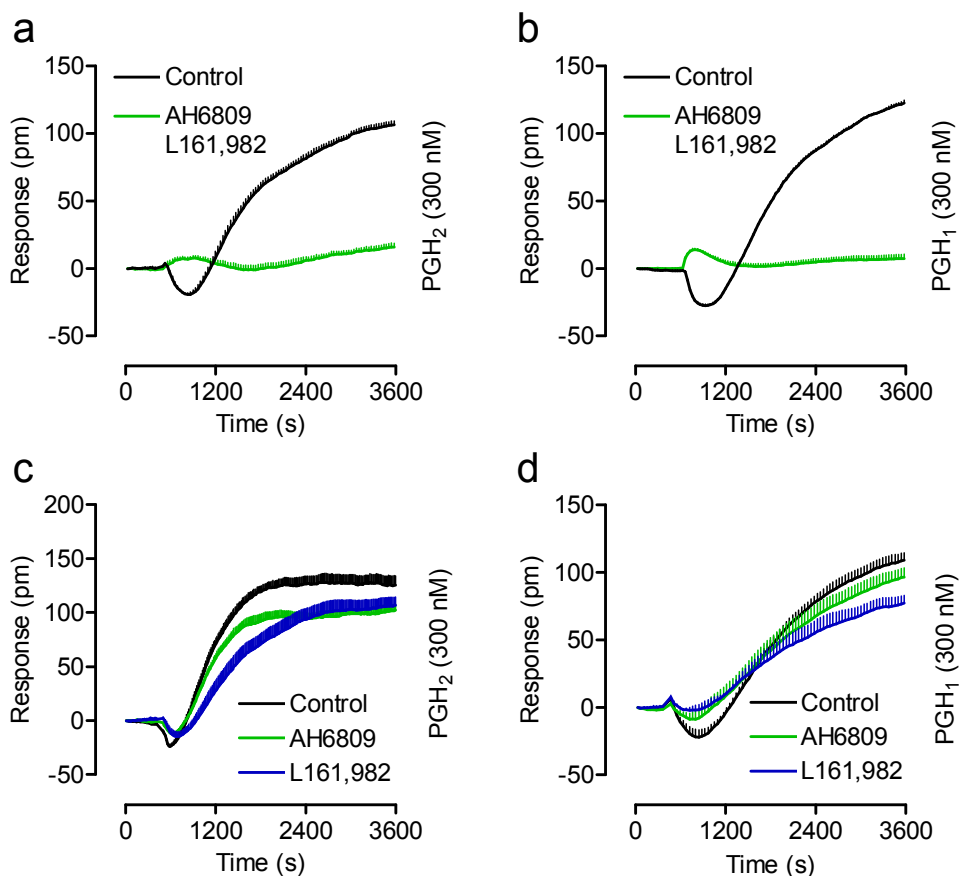 a
150
100
50
0
-50
Response (pm)
Control
AH6809
L161,982
PGH2 (300 nM)
0 1200 2400 3600
Time (s)
b
150
100
50
0
-50
Response (pm)
Control
AH6809
L161,982
PGH1 (300 nM)
0 1200 2400 3600
Time (s)
c
200
150
100
50
0
-50
Response (pm)
Control
AH6809
L161,982
PGH2 (300 nM)
0 1200 2400 3600
Time (s)
d
150
100
50
0
-50
Response (pm)
Control
AH6809
L161,982
PGH1 (300 nM)
0 1200 2400 3600
Time (s)